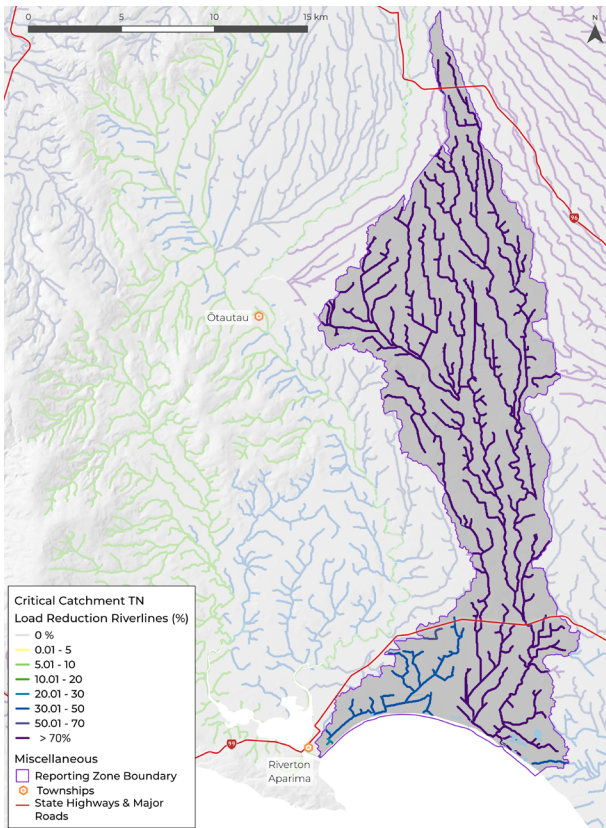 0 5 10 15 km
N
96
Ōtautau
Critical Catchment TN
Load Reduction Riverlines (%)
0 %
0.01 - 5
5.01 - 10
10.01 - 20
20.01 - 30
30.01 - 50
50.01 - 70
> 70%
Miscellaneous
Reporting Zone Boundary
Townships
State Highways & Major
Roads
99
Riverton
Aparima